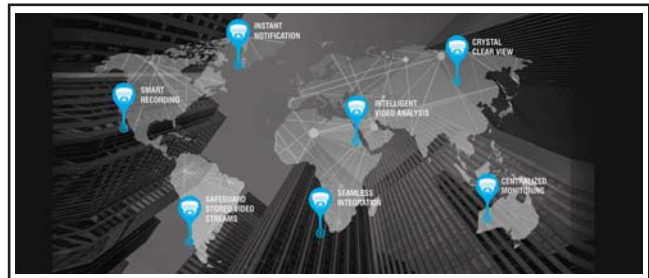 INSTANT
NOTIFICATION
CRYSTAL
CLEAR VIEW
SMART
RECORDING
INTELLIGENT
VIDEO ANALYSIS
CENTRALIZED
MONITORING
SAFEGUARD
STORED VIDEO
STREAMS
SEAMLESS
INTEGRATION